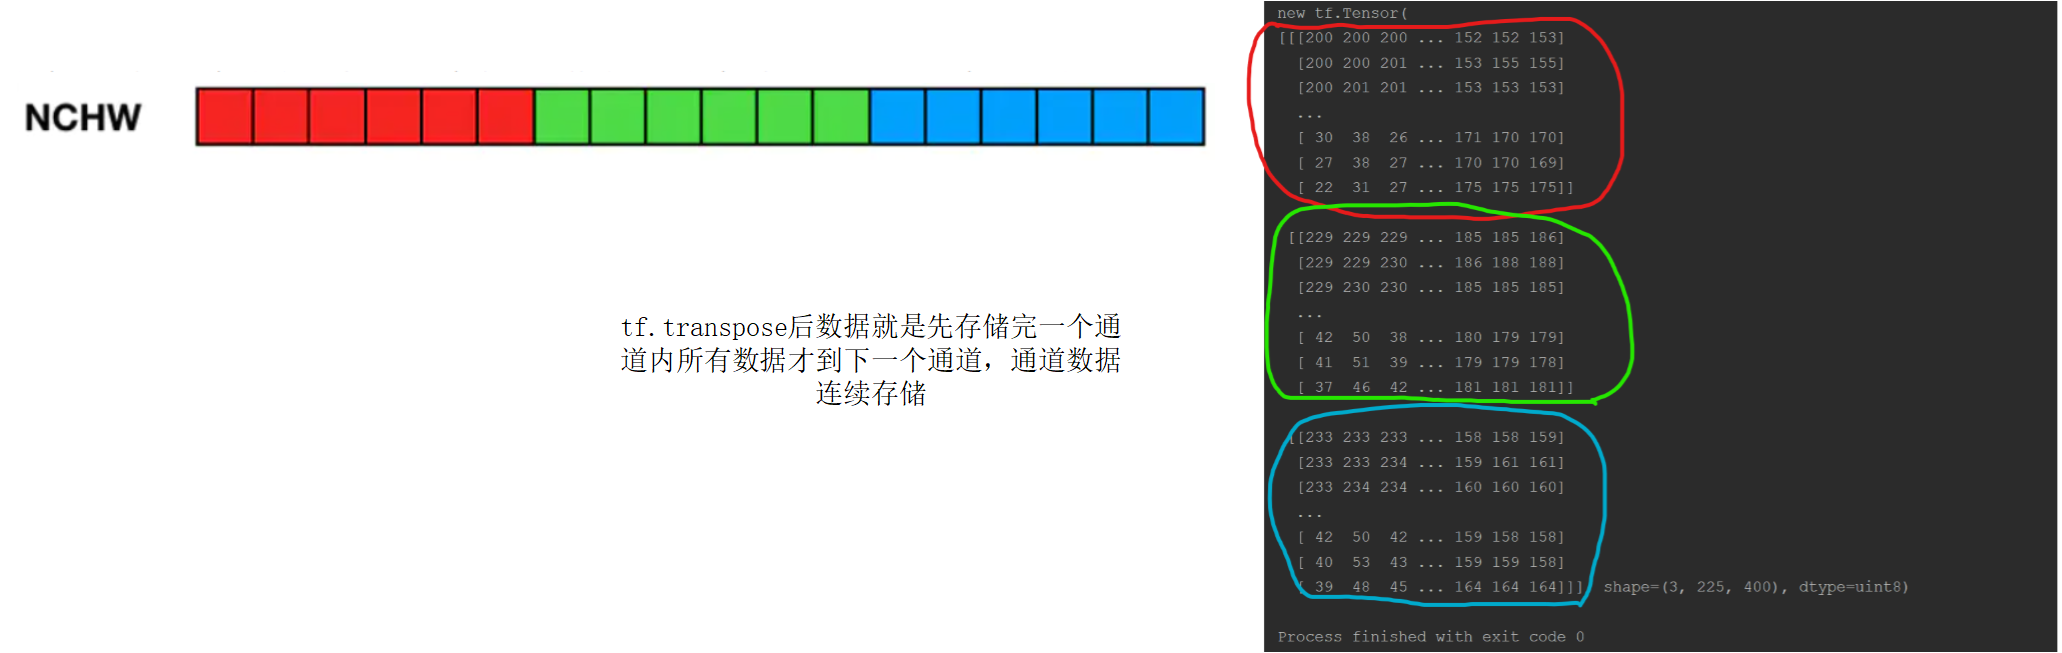 NCHW
tf.transpose后数据就是先存储完一个通
道内所有数据才到下一个通道，通道数据
连续存储
new tf.Tensor(
[[[200 200 200 ... 152 152 153]
[200 200 201 ... 153 155 155]
[200 201 201 ... 153 153 153]
...
[ 30 38 26 ... 171 170 170]
[ 27 38 27 ... 170 170 169]
[ 22 31 27 ... 175 175 175]]
[[229 229 229 ... 185 185 186]
[229 229 230 ... 186 188 188]
[229 230 230 ... 185 185 185]
...
[ 42 50 38 ... 180 179 179]
[ 41 51 39 ... 179 179 178]
[ 37 46 42 ... 181 181 181]]
[[233 233 233 ... 158 158 159]
[233 233 234 ... 159 161 161]
[233 234 234 ... 160 160 160]
...
[ 42 50 42 ... 159 158 158]
[ 40 53 43 ... 159 159 158]
[ 39 48 45 ... 164 164 164]]], shape=(3, 225, 400), dtype=uint8)
Process finished with exit code 0